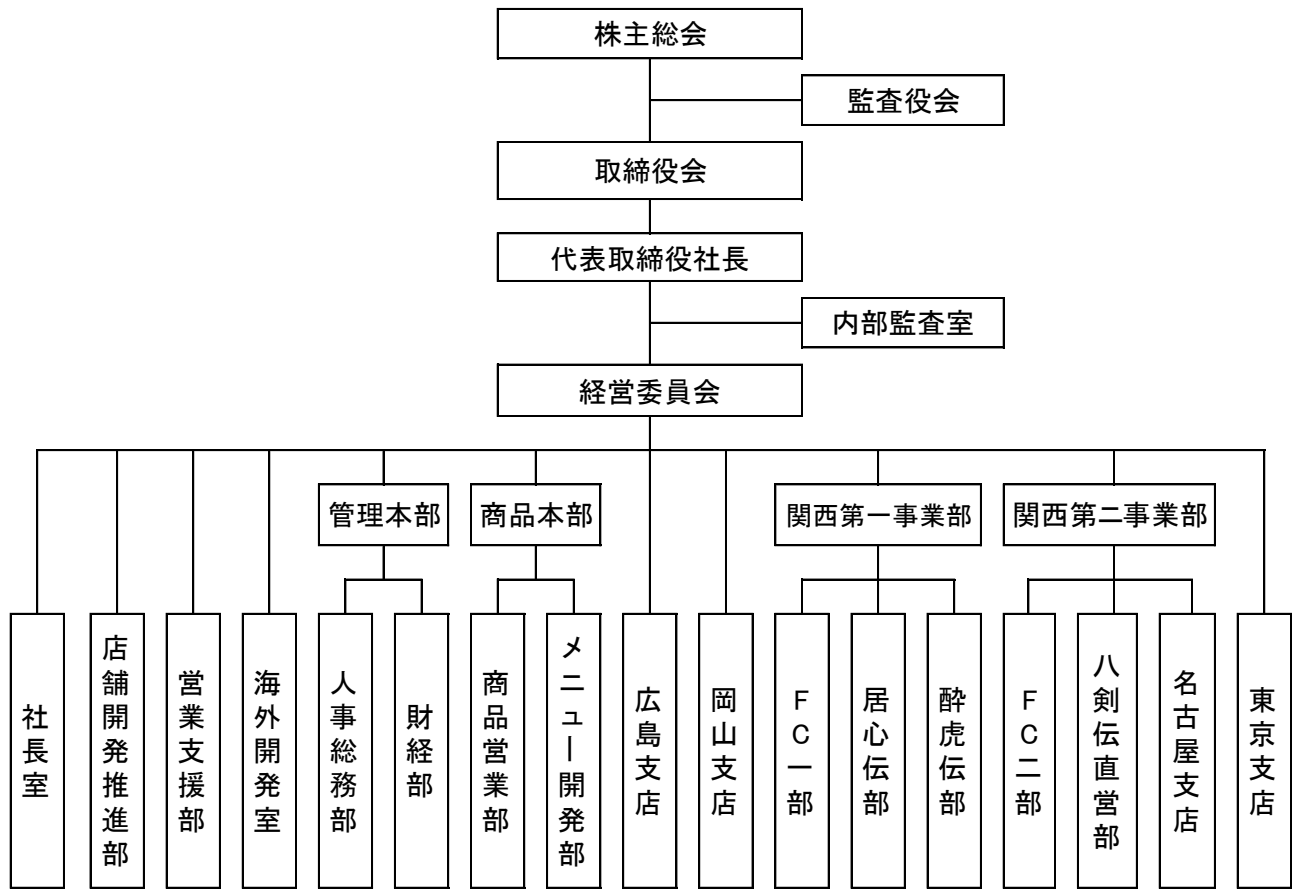 株主総会
監査役会
取締役会
代表取締役社長
内部監査室
経営委員会
管理本部
商品本部
関西第一事業部
関西第二事業部
社長室
店舗開発推進部
営業支援部
海外開発室
人事総務部
財経部
商品営業部
メニュー開発部
広島支店
岡山支店
FC一部
居心伝部
酔虎伝部
FC二部
八剣伝直営部
名古屋支店
東京支店